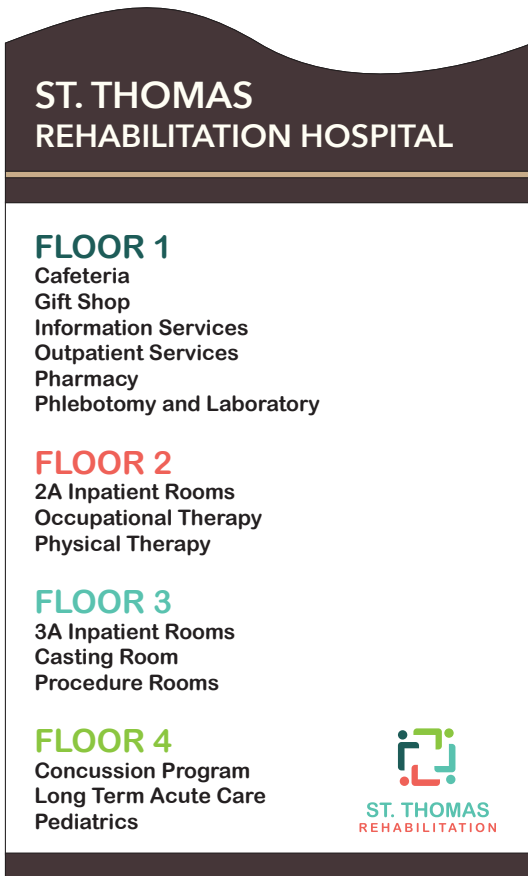 ST. THOMAS
REHABILITATION HOSPITAL
FLOOR 1
Cafeteria
Gift Shop
Information Services
Outpatient Services
Pharmacy
Phlebotomy and Laboratory
FLOOR 2
2A Inpatient Rooms
Occupational Therapy
Physical Therapy
FLOOR 3
3A Inpatient Rooms
Casting Room
Procedure Rooms
FLOOR 4
Concussion Program
Long Term Acute Care
Pediatrics
ST. THOMAS
REHABILITATION